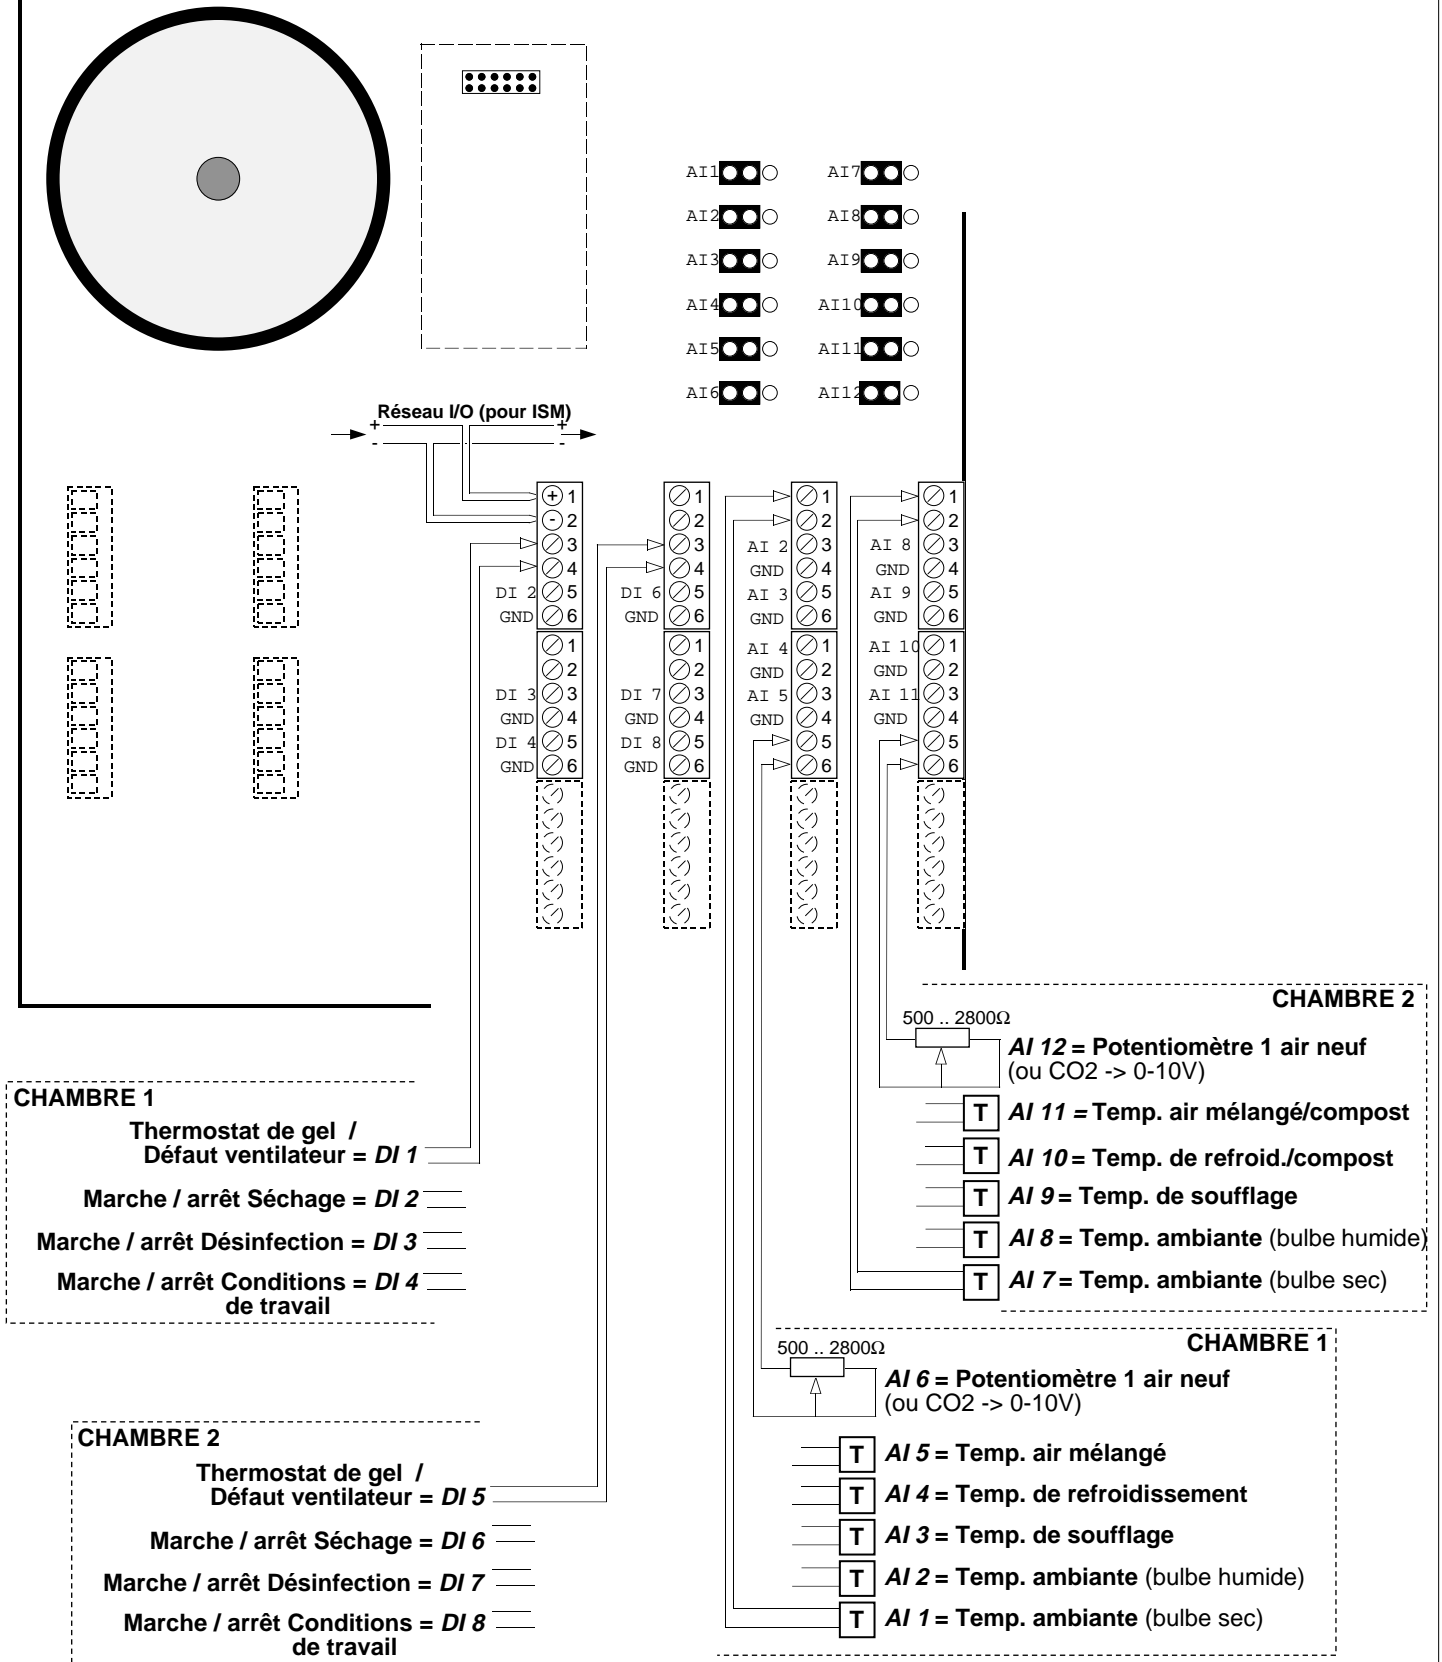 AI1 AI7
AI2 AI8
AI3 AI9
AI4 AI10
AI5 AI11
AI6 AI12
Réseau I/O (pour ISM)
+ +
- -
+ 1 1 1 1
- 2 2 2 2
3 3 AI 2 3 AI 8 3
4 4 GND 4 GND 4
DI 2 5 DI 6 5 AI 3 5 AI 9 5
GND 6 GND 6 GND 6 GND 6
1 1 AI 4 1 AI 10 1
2 2 GND 2 GND 2
DI 3 3 DI 7 3 AI 5 3 AI 11 3
GND 4 GND 4 GND 4 GND 4
DI 4 5 DI 8 5 5 5
GND 6 GND 6 6 6
CHAMBRE 2
500 .. 2800Ω
AI 12 = Potentiomètre 1 air neuf
(ou CO2 -> 0-10V)
T AI 11 = Temp. air mélangé/compost
T AI 10 = Temp. de refroid./compost
T AI 9 = Temp. de soufflage
T AI 8 = Temp. ambiante (bulbe humide)
T AI 7 = Temp. ambiante (bulbe sec)
CHAMBRE 1
Thermostat de gel /
Défaut ventilateur = DI 1
Marche / arrêt Séchage = DI 2
Marche / arrêt Désinfection = DI 3
Marche / arrêt Conditions = DI 4
de travail
CHAMBRE 1
500 .. 2800Ω
AI 6 = Potentiomètre 1 air neuf
(ou CO2 -> 0-10V)
T AI 5 = Temp. air mélangé
T AI 4 = Temp. de refroidissement
T AI 3 = Temp. de soufflage
T AI 2 = Temp. ambiante (bulbe humide)
T AI 1 = Temp. ambiante (bulbe sec)
CHAMBRE 2
Thermostat de gel /
Défaut ventilateur = DI 5
Marche / arrêt Séchage = DI 6
Marche / arrêt Désinfection = DI 7
Marche / arrêt Conditions = DI 8
de travail